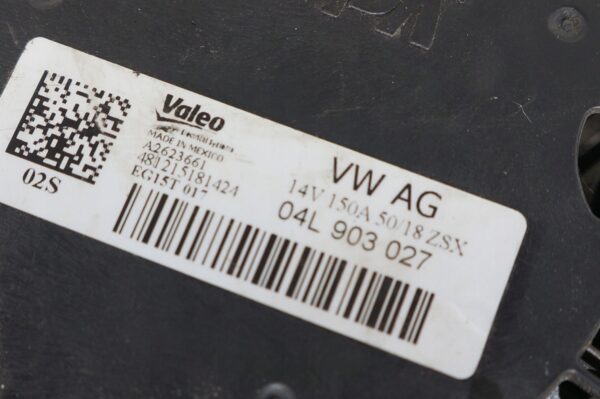 Valeo
MADE IN MEXICO
A2623661
481215181424
EG15T 017
02S
VW AG
14V 150A 50/18 ZSX
04L 903 027